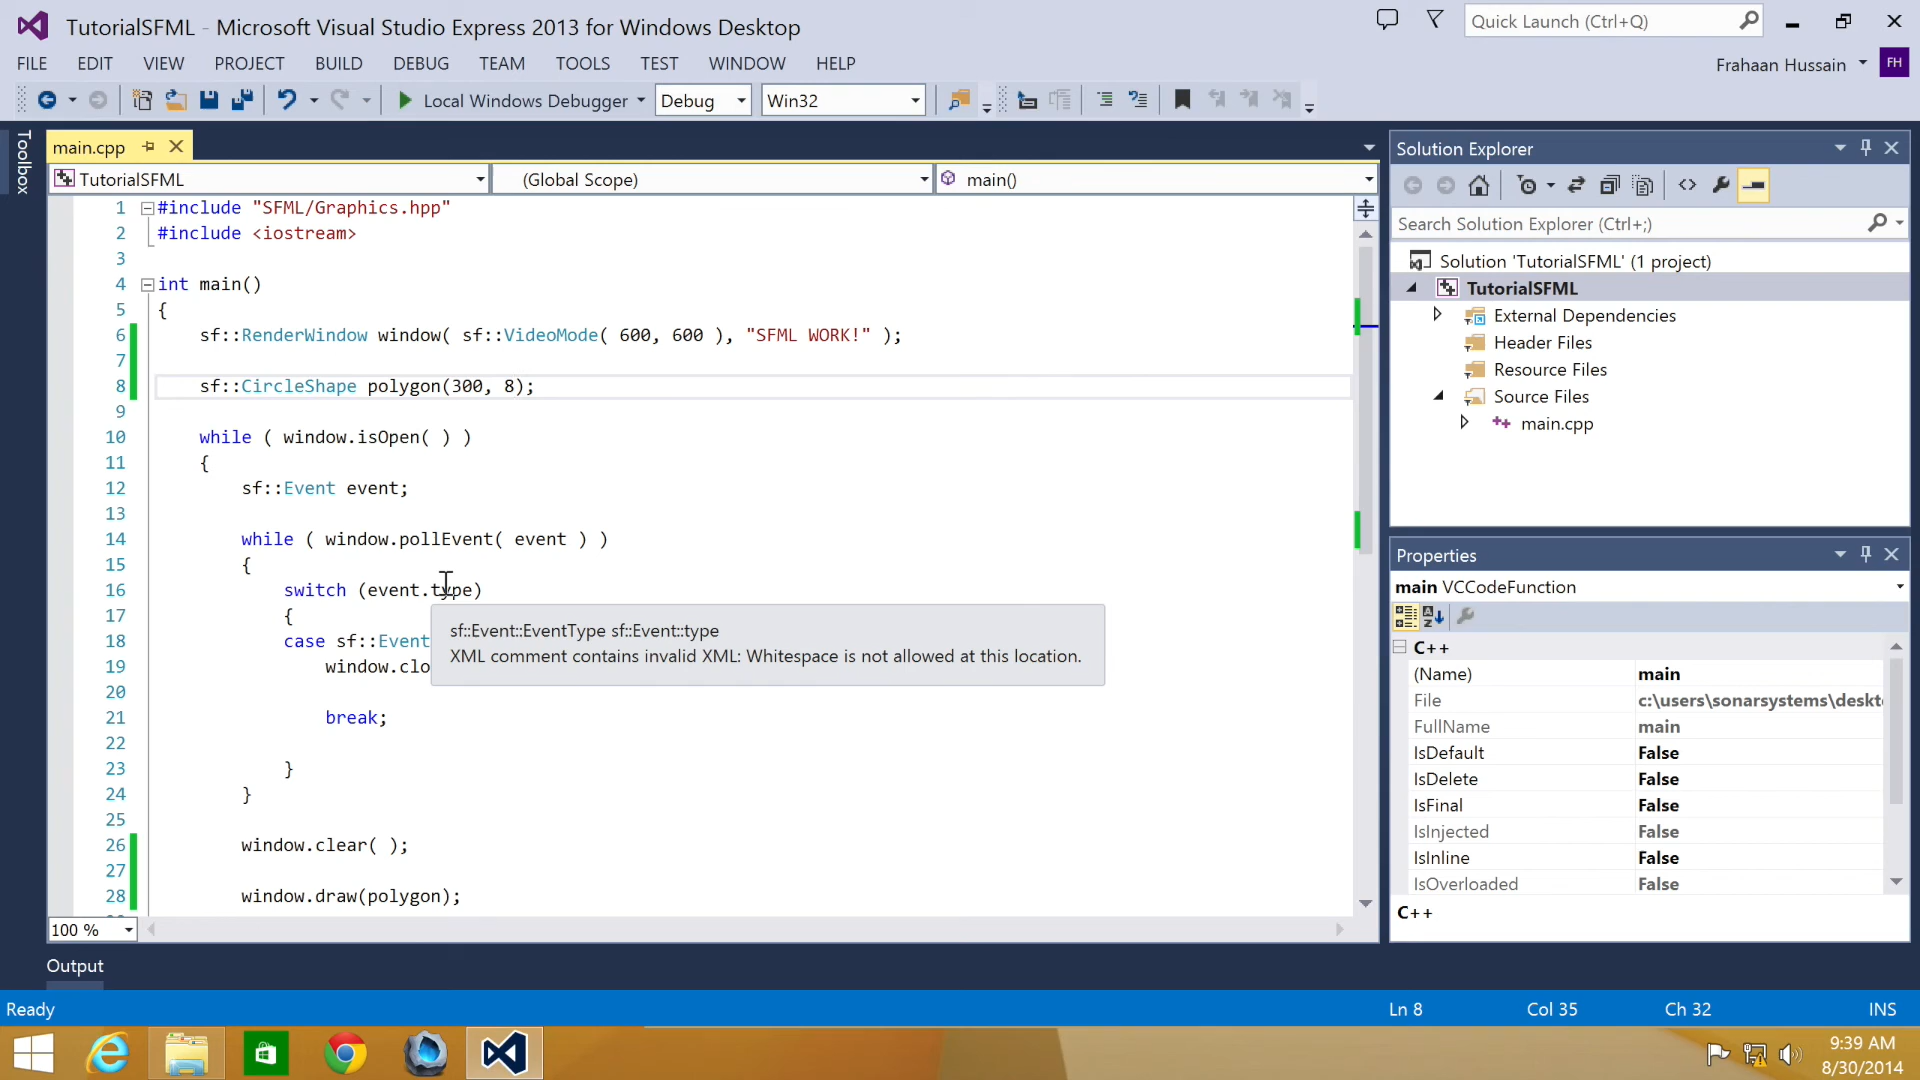 TutorialSFML - Microsoft Visual Studio Express 2013 for Windows Desktop
Quick Launch (Ctrl+Q)
FILE EDIT VIEW PROJECT BUILD DEBUG TEAM TOOLS TEST WINDOW HELP
Frahaan Hussain FH
Local Windows Debugger Debug Win32
Toolbox
main.cpp
TutorialSFML (Global Scope) main()
1 #include "SFML/Graphics.hpp"
2 #include <iostream>
3
4 int main()
5 {
6 sf::RenderWindow window( sf::VideoMode( 600, 600 ), "SFML WORK!" );
7
8 sf::CircleShape polygon(300, 8);
9
10 while ( window.isOpen( ) )
11 {
12 sf::Event event;
13
14 while ( window.pollEvent( event ) )
15 {
16 switch (event.type)
17 {
18 case sf::Event
19 window.clo
20
21 break;
22
23 }
24 }
25
26 window.clear( );
27
28 window.draw(polygon);
sf::Event::EventType sf::Event::type
XML comment contains invalid XML: Whitespace is not allowed at this location.
100 %
Output
Solution Explorer
Search Solution Explorer (Ctrl+;)
Solution 'TutorialSFML' (1 project)
TutorialSFML
External Dependencies
Header Files
Resource Files
Source Files
main.cpp
Properties
main VCCodeFunction
C++
(Name) main
File c:\users\sonarsystems\deskt
FullName main
IsDefault False
IsDelete False
IsFinal False
IsInjected False
IsInline False
IsOverloaded False
C++
Ready Ln 8 Col 35 Ch 32 INS
9:39 AM
8/30/2014